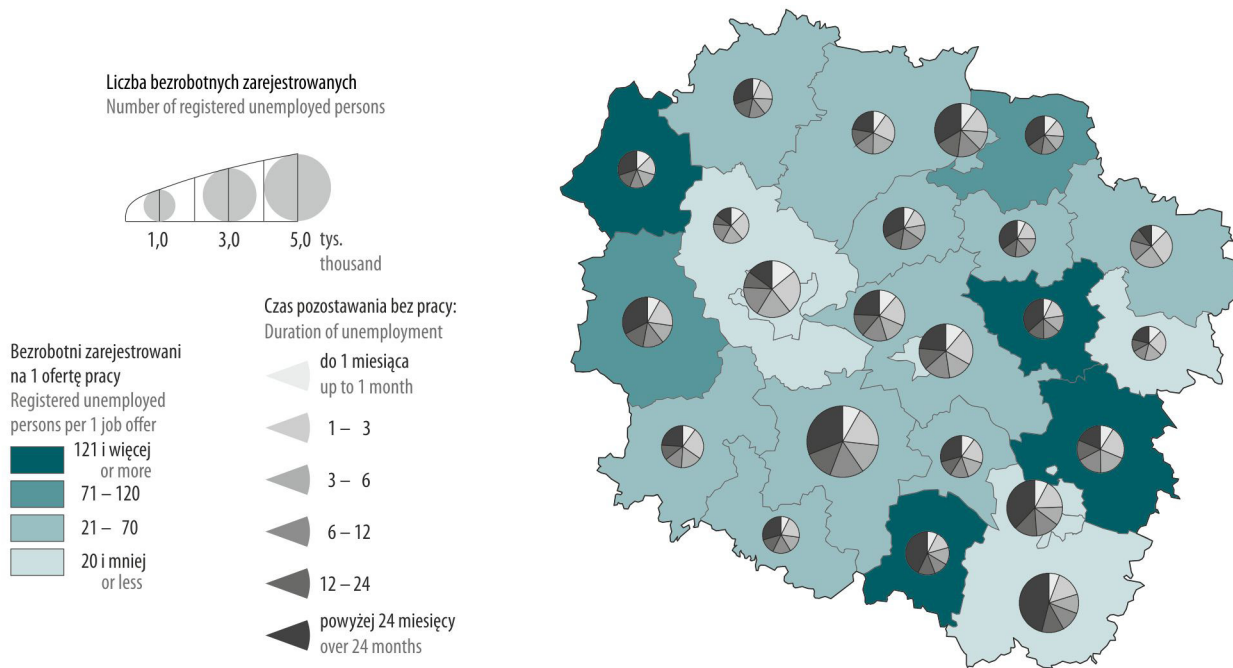 Liczba bezrobotnych zarejestrowanych
Number of registered unemployed persons
1,0 3,0 5,0 tys.
thousand
Bezrobotni zarejestrowani
na 1 ofertę pracy
Registered unemployed
persons per 1 job offer
121 i więcej
or more
71 – 120
21 – 70
20 i mniej
or less
Czas pozostawania bez pracy:
Duration of unemployment
do 1 miesiąca
up to 1 month
1 – 3
3 – 6
6 – 12
12 – 24
powyżej 24 miesięcy
over 24 months